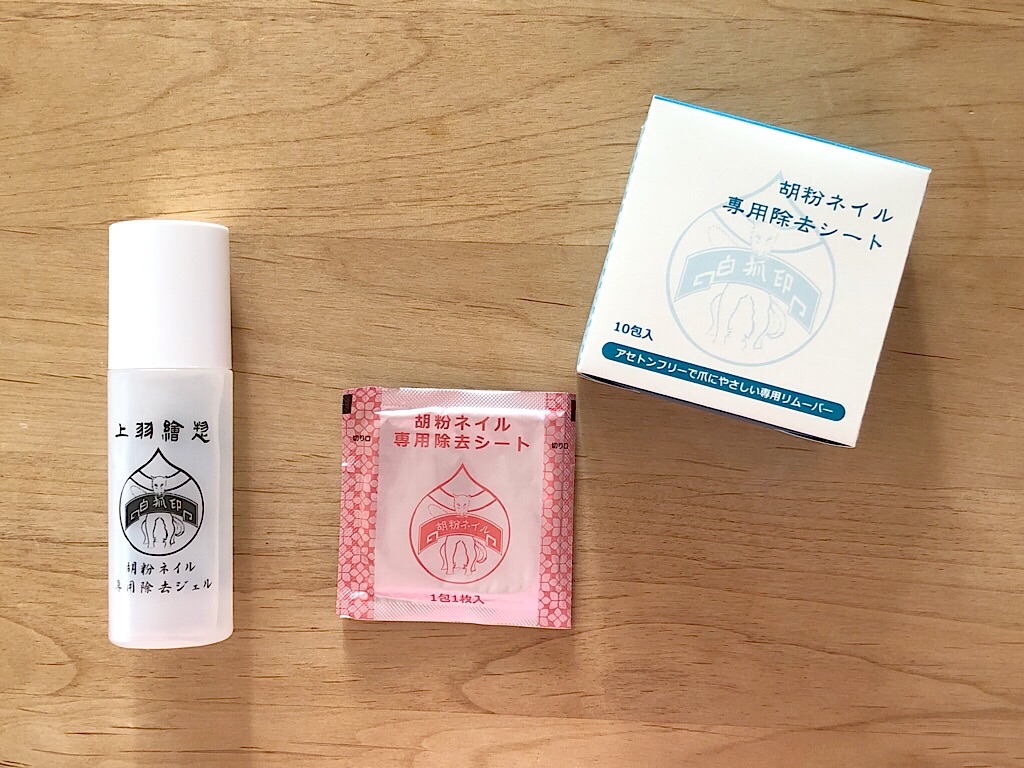 上羽繪惣
白狐印
胡粉ネイル
専用除去ジェル
胡粉ネイル
専用除去シート
切り口
切り口
胡粉ネイル
1包1枚入
胡粉ネイル
専用除去シート
白狐印
10包入
アセトンフリーで爪にやさしい専用リムーバー